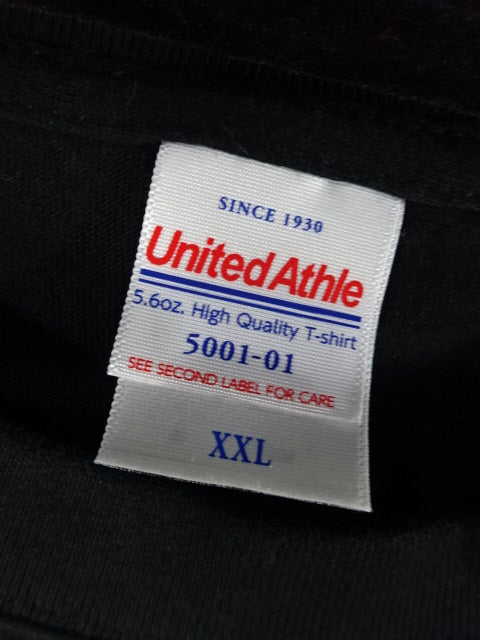 SINCE 1930
United Athle
5.6oz. High Quality T-shirt
5001-01
SEE SECOND LABEL FOR CARE
XXL